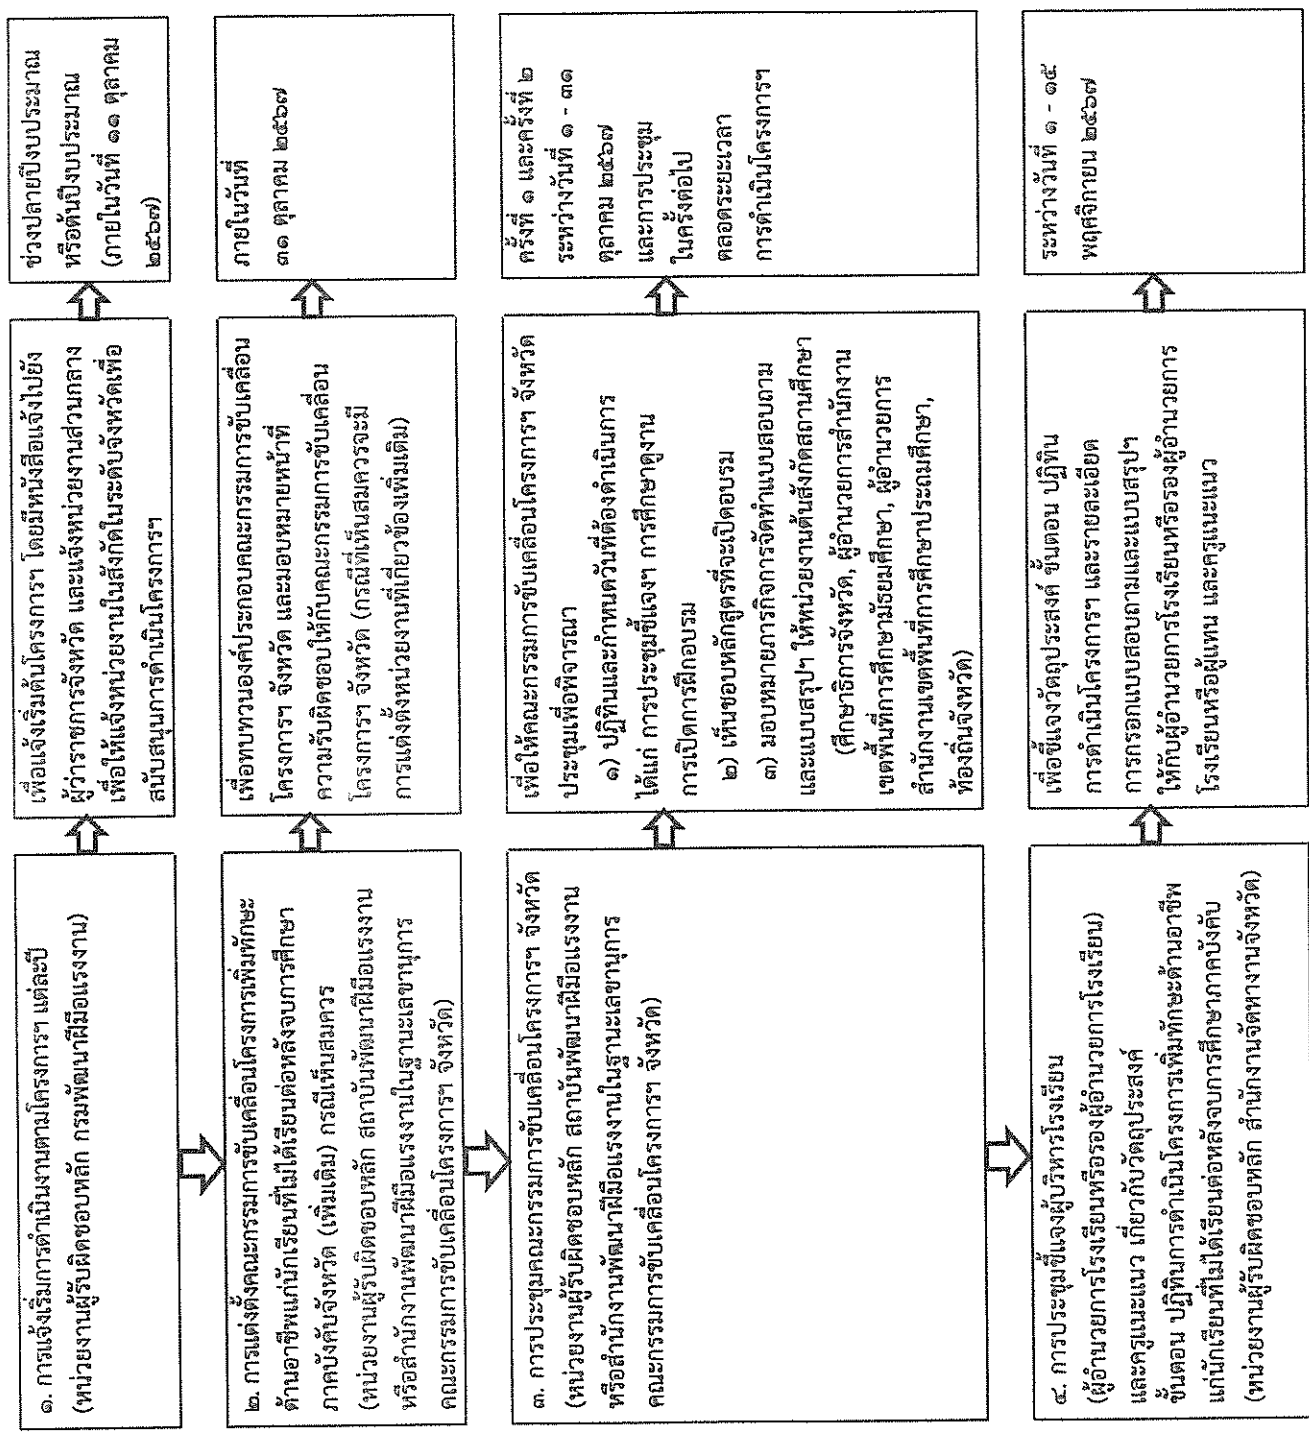 ๑. การแจ้งเริ่มการดำเนินงานตามโครงการฯ แต่ละปี
(หน่วยงานผู้รับผิดชอบหลัก กรมพัฒนาฝีมือแรงงาน)
เพื่อแจ้งเริ่มต้นโครงการฯ โดยมีหนังสือแจ้งไปยัง
ผู้ว่าราชการจังหวัด และแจ้งหน่วยงานส่วนกลาง
เพื่อให้แจ้งหน่วยงานในสังกัดในระดับจังหวัดเพื่อ
สนับสนุนการดำเนินโครงการฯ
ช่วงปลายปีงบประมาณ
หรือต้นปีงบประมาณ
(ภายในวันที่ ๑๑ ตุลาคม
๒๕๖๗)
๒. การแต่งตั้งคณะกรรมการขับเคลื่อนโครงการเพิ่มทักษะ
ด้านอาชีพแก่นักเรียนที่ไม่ได้เรียนต่อหลังจบการศึกษา
ภาคบังคับจังหวัด (เพิ่มเติม) กรณีเห็นสมควร
(หน่วยงานผู้รับผิดชอบหลัก สถาบันพัฒนาฝีมือแรงงาน
หรือสำนักงานพัฒนาฝีมือแรงงานในฐานะเลขานุการ
คณะกรรมการขับเคลื่อนโครงการฯ จังหวัด)
เพื่อทบทวนองค์ประกอบคณะกรรมการขับเคลื่อน
โครงการฯ จังหวัด และมอบหมายหน้าที่
ความรับผิดชอบให้กับคณะกรรมการขับเคลื่อน
โครงการฯ จังหวัด (กรณีที่เห็นสมควรจะมี
การแต่งตั้งหน่วยงานที่เกี่ยวข้องเพิ่มเติม)
ภายในวันที่
๓๑ ตุลาคม ๒๕๖๗
๓. การประชุมคณะกรรมการขับเคลื่อนโครงการฯ จังหวัด
(หน่วยงานผู้รับผิดชอบหลัก สถาบันพัฒนาฝีมือแรงงาน
หรือสำนักงานพัฒนาฝีมือแรงงานในฐานะเลขานุการ
คณะกรรมการขับเคลื่อนโครงการฯ จังหวัด)
เพื่อให้คณะกรรมการขับเคลื่อนโครงการฯ จังหวัด
ประชุมเพื่อพิจารณา
๑) ปฏิทินและกำหนดวันที่ต้องดำเนินการ
ได้แก่ การประชุมชี้แจงฯ การศึกษาดูงาน
การเปิดการฝึกอบรม
๒) เห็นชอบหลักสูตรที่จะเปิดอบรม
๓) มอบหมายภารกิจการจัดทำแบบสอบถาม
และแบบสรุปฯ ให้หน่วยงานต้นสังกัดสถานศึกษา
(ศึกษาธิการจังหวัด, ผู้อำนวยการสำนักงาน
เขตพื้นที่การศึกษามัธยมศึกษา, ผู้อำนวยการ
สำนักงานเขตพื้นที่การศึกษาประถมศึกษา,
ท้องถิ่นจังหวัด)
ครั้งที่ ๑ และครั้งที่ ๒
ระหว่างวันที่ ๑ - ๓๑
ตุลาคม ๒๕๖๗
และการประชุม
ในครั้งต่อไป
ตลอดระยะเวลา
การดำเนินโครงการฯ
๔. การประชุมชี้แจงผู้บริหารโรงเรียน
(ผู้อำนวยการโรงเรียนหรือรองผู้อำนวยการโรงเรียน)
และครูแนะแนว เกี่ยวกับวัตถุประสงค์
ขั้นตอน ปฏิทินการดำเนินโครงการเพิ่มทักษะด้านอาชีพ
แก่นักเรียนที่ไม่ได้เรียนต่อหลังจบการศึกษาภาคบังคับ
(หน่วยงานผู้รับผิดชอบหลัก สำนักงานจัดหางานจังหวัด)
เพื่อชี้แจงวัตถุประสงค์ ขั้นตอน ปฏิทิน
การดำเนินโครงการฯ และรายละเอียด
การกรอกแบบสอบถามและแบบสรุปฯ
ให้กับผู้อำนวยการโรงเรียนหรือรองผู้อำนวยการ
โรงเรียนหรือผู้แทน และครูแนะแนว
ระหว่างวันที่ ๑ - ๑๕
พฤศจิกายน ๒๕๖๗